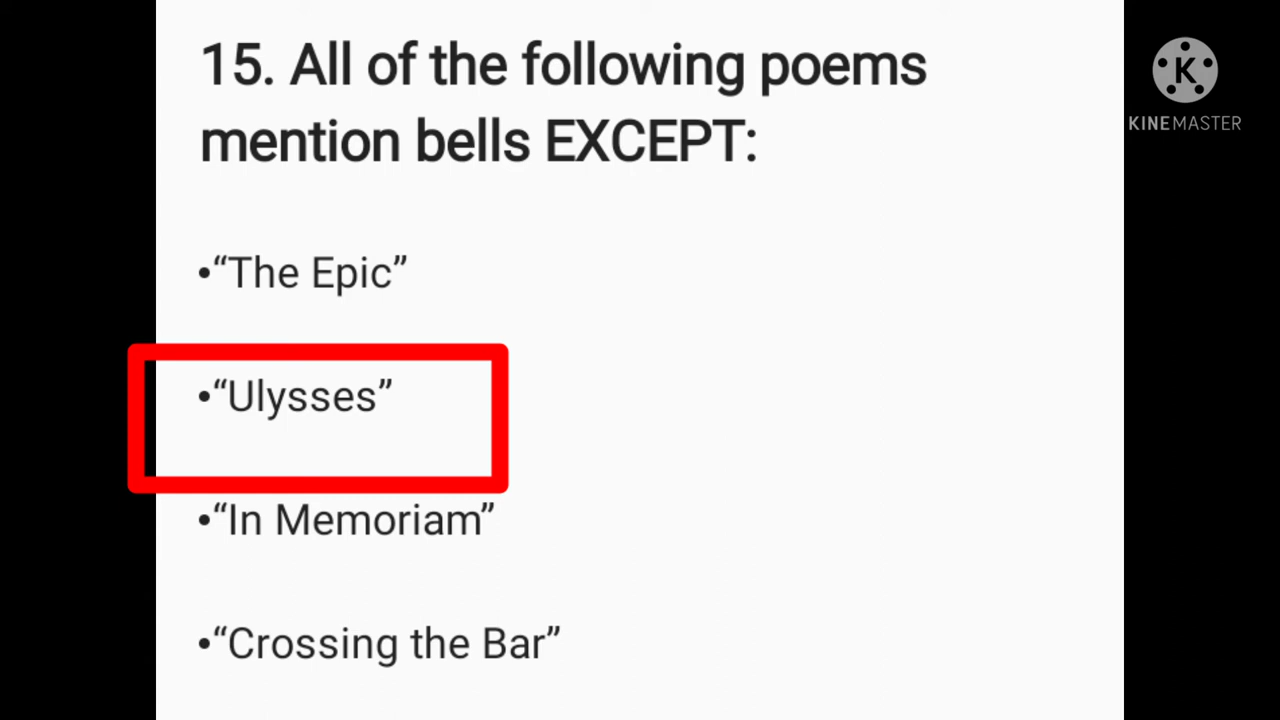 15. All of the following poems
mention bells EXCEPT:
•“The Epic”
•“Ulysses”
•“In Memoriam”
•“Crossing the Bar”
K
KINEMASTER